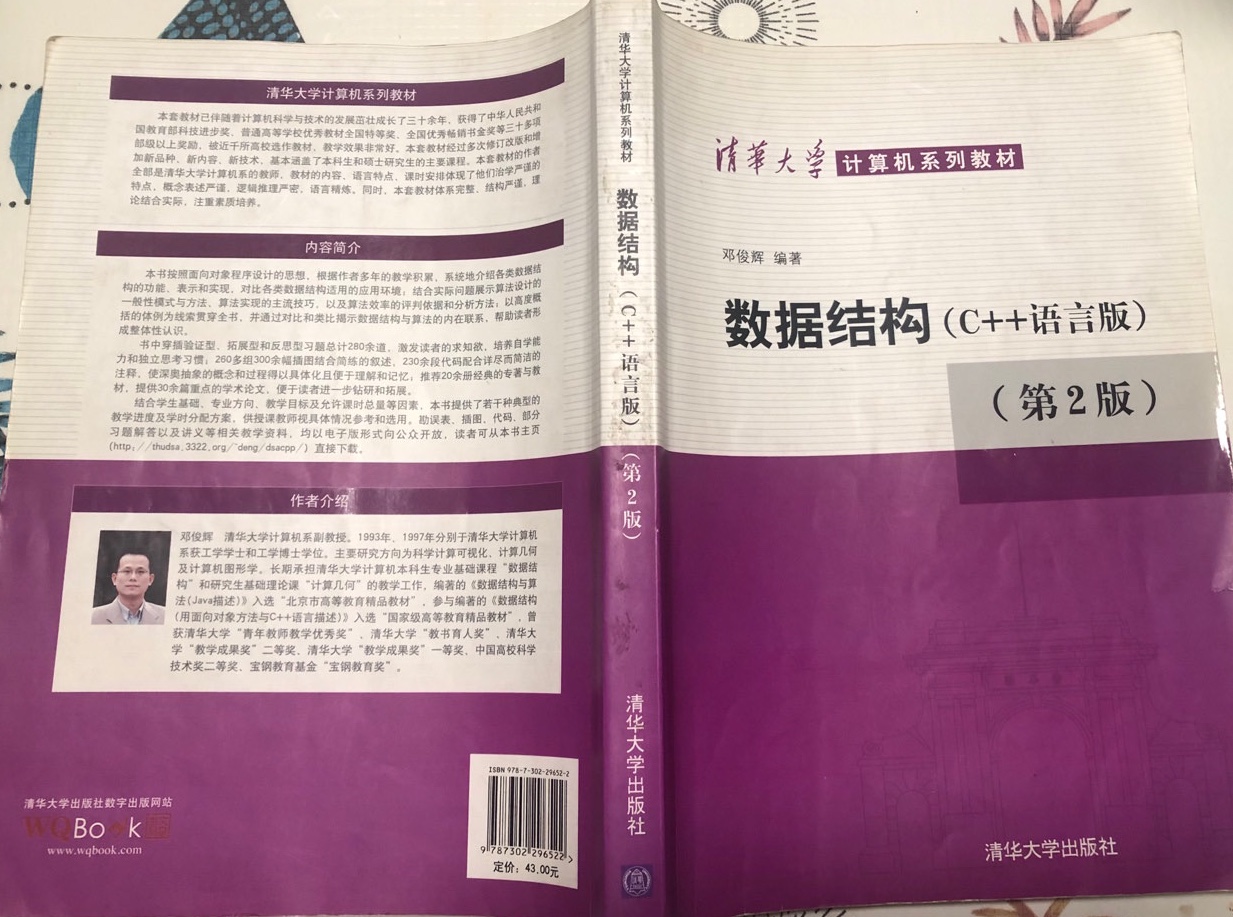 清华大学计算机系列教材
本套教材已伴随着计算机科学与技术的发展茁壮成长了三十余年，获得了中华人民共和
国教育部科技进步奖、普通高等学校优秀教材全国特等奖、全国优秀畅销书金奖等三十多项
部级以上奖励，被近千所高校选作教材，教学效果非常好。本套教材经过多次修订改版和增
加新品种、新内容、新技术，基本涵盖了本科生和硕士研究生的主要课程。本套教材的作者
全部是清华大学计算机系的教师，教材的内容、语言特点、课时安排体现了他们治学严谨的
特点，概念表述严谨，逻辑推理严密，语言精炼。同时，本套教材体系完整、结构严谨，理
论结合实际，注重素质培养。
内容简介
本书按照面向对象程序设计的思想，根据作者多年的教学积累，系统地介绍各类数据结
构的功能、表示和实现，对比各类数据结构适用的应用环境；结合实际问题展示算法设计的
一般性模式与方法、算法实现的主流技巧，以及算法效率的评判依据和分析方法；以高度概
括的体例为线索贯穿全书，并通过对比和类比揭示数据结构与算法的内在联系，帮助读者形
成整体性认识。
书中穿插验证型、拓展型和反思型习题总计280余道，激发读者的求知欲，培养自学能
力和独立思考习惯；260多组300余幅插图结合简练的叙述，230余段代码配合详尽而简洁的
注释，使深奥抽象的概念和过程得以具体化且便于理解和记忆；推荐20余册经典的专著与教
材，提供30余篇重点的学术论文，便于读者进一步钻研和拓展。
结合学生基础、专业方向、教学目标及允许课时总量等因素，本书提供了若干种典型的
教学进度及学时分配方案，供授课教师视具体情况参考和选用。勘误表、插图、代码、部分
习题解答以及讲义等相关教学资料，均以电子版形式向公众开放，读者可从本书主页
(http：//thudsa.3322.org/~deng/dsacpp/) 直接下载。
作者介绍
邓俊辉 清华大学计算机系副教授。1993年、1997年分别于清华大学计算机
系获工学学士和工学博士学位。主要研究方向为科学计算可视化、计算几何
及计算机图形学。长期承担清华大学计算机本科生专业基础课程“数据结
构”和研究生基础理论课“计算几何”的教学工作，编著的《数据结构与算
法(Java描述)》入选“北京市高等教育精品教材”，参与编著的《数据结构
(用面向对象方法与C++语言描述)》入选“国家级高等教育精品教材”，曾
获清华大学“青年教师教学优秀奖”、清华大学“教书育人奖”、清华大
学“教学成果奖”二等奖、清华大学“教学成果奖”一等奖、中国高校科学
技术奖二等奖、宝钢教育基金“宝钢教育奖”。
清华大学出版社数字出版网站
WQBook
www.wqbook.com
ISBN 978-7-302-29652-2
9 787302 296522 >
定价：43.00元
清华大学计算机系列教材
数据结构（C++语言版）（第2版）
清华大学出版社
清华大学 计算机系列教材
邓俊辉 编著
数据结构（C++语言版）
（第2版）
清华大学出版社